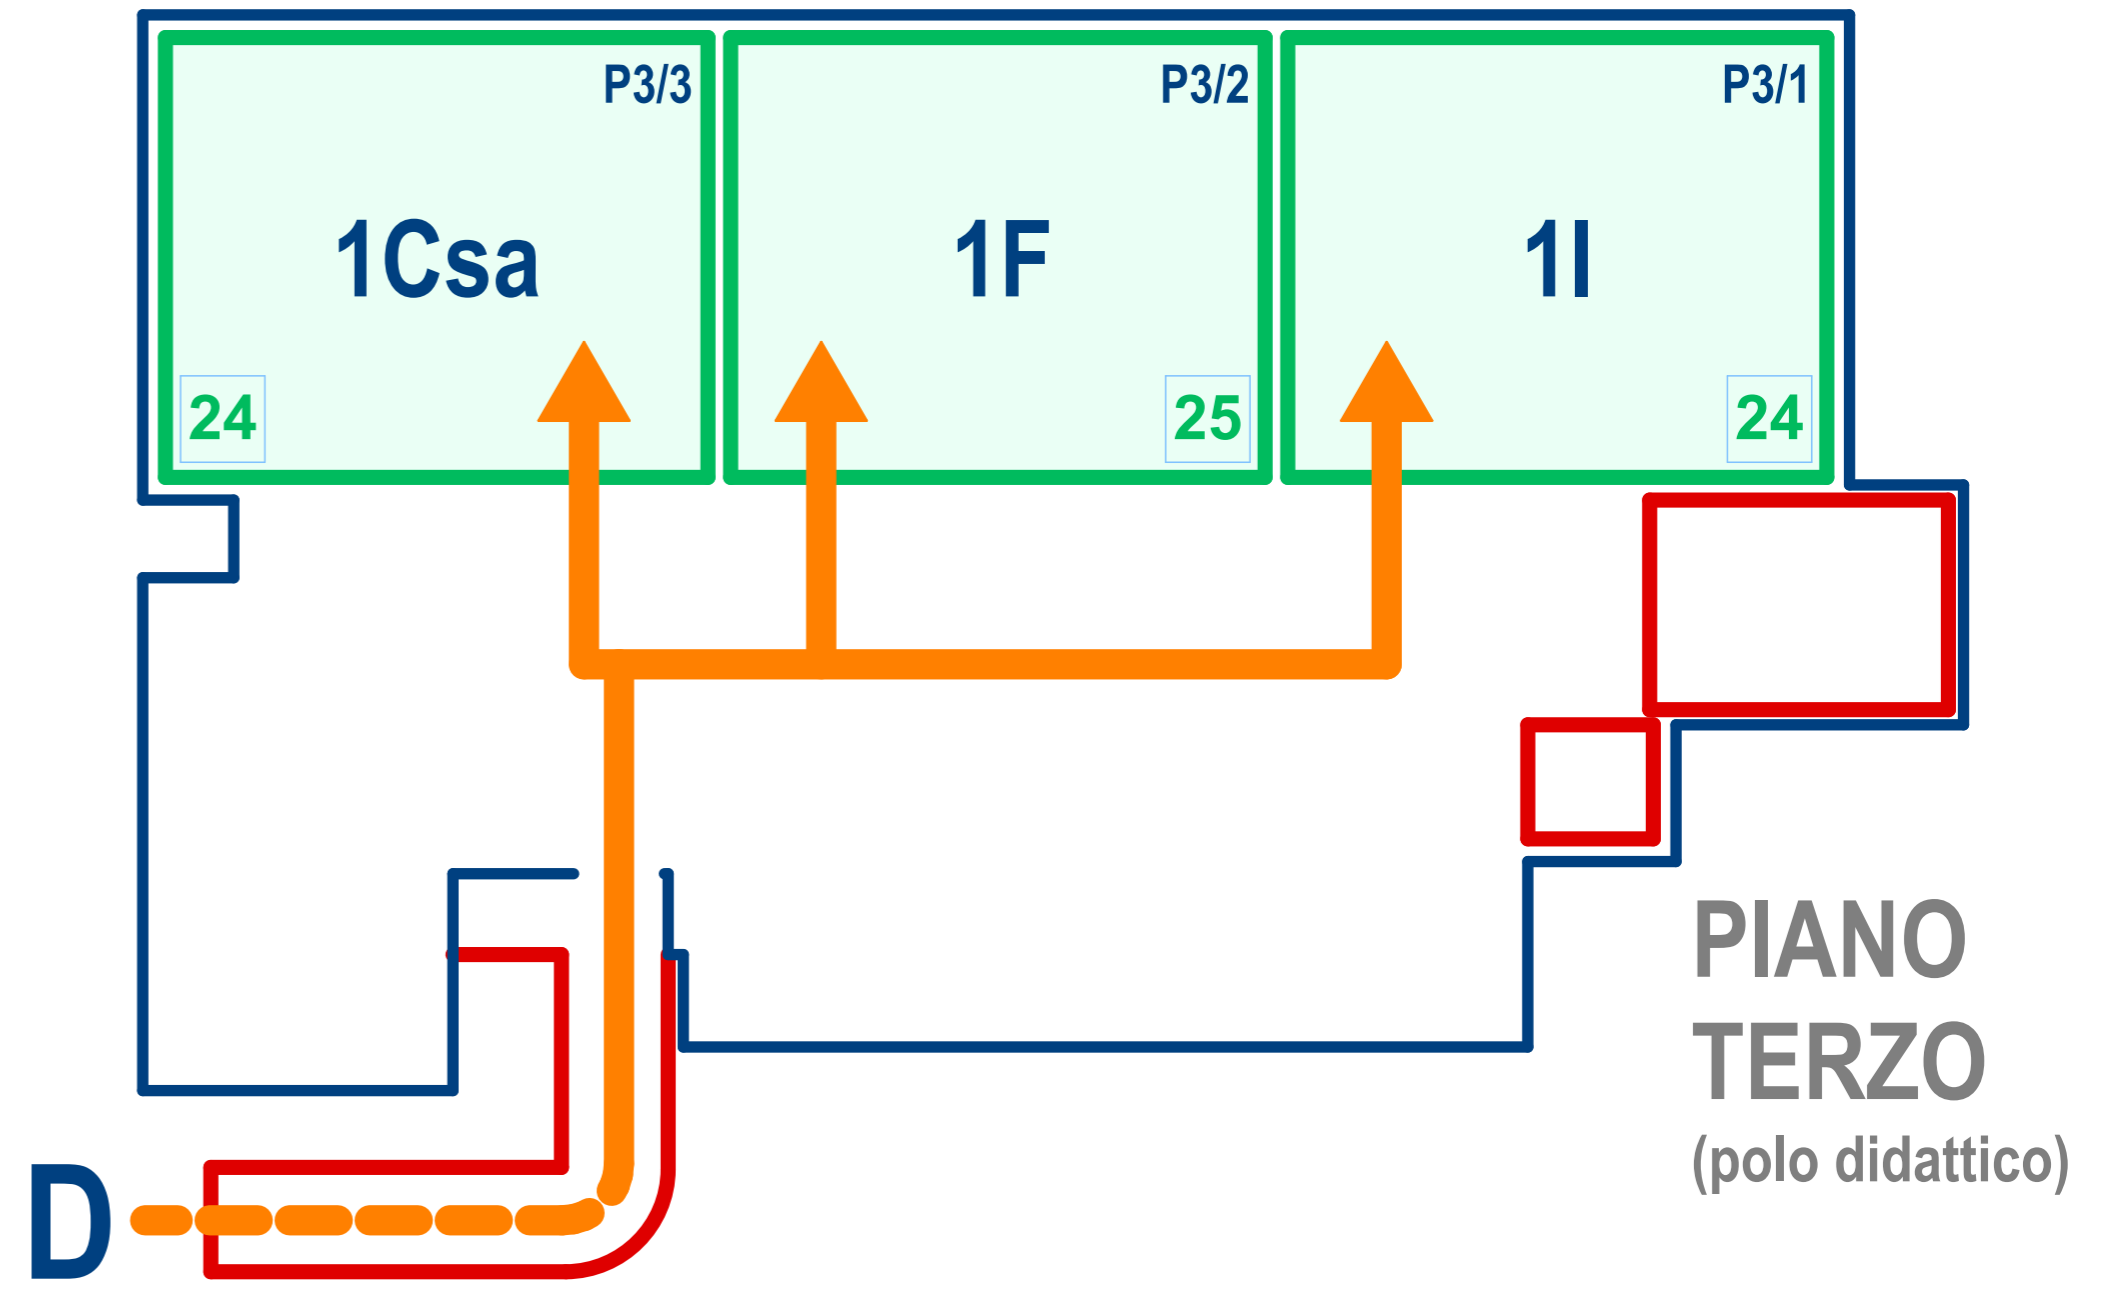 P3/3
P3/2
P3/1
1Csa
1F
1I
24
25
24
PIANO
TERZO
(polo didattico)
D